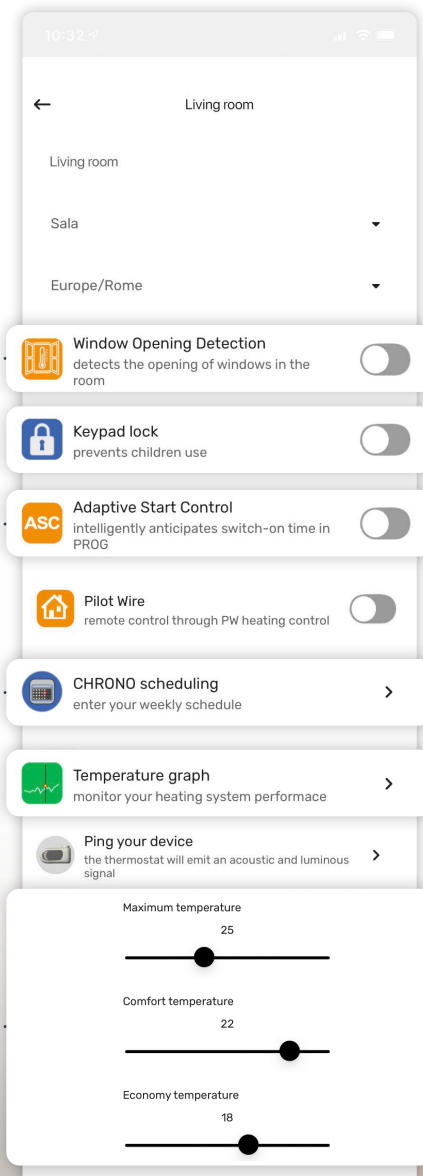 10:32
Living room
Living room
Sala
Europe/Rome
Window Opening Detection
detects the opening of windows in the
room
Keypad lock
prevents children use
ASC
Adaptive Start Control
intelligently anticipates switch-on time in
PROG
Pilot Wire
remote control through PW heating control
CHRONO scheduling
enter your weekly schedule
Temperature graph
monitor your heating system performace
Ping your device
the thermostat will emit an acoustic and luminous
signal
Maximum temperature
25
Comfort temperature
22
Economy temperature
18